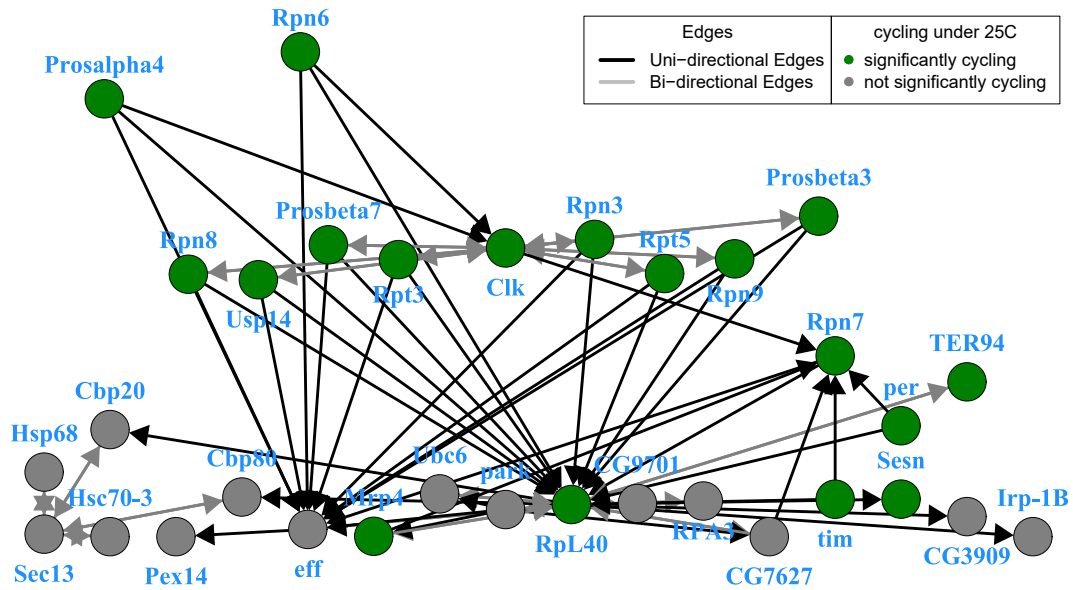 Rpn6
Edges
cycling under 25C
Uni−directional Edges
significantly cycling
Bi−directional Edges
not significantly cycling
Prosalpha4
Prosbeta3
Prosbeta7
Rpn3
Rpn8
Rpt5
Usp14
Rpt3
Clk
Rpn9
Rpn7
TER94
Cbp20
per
Hsp68
Cbp80
Ubc6
CG9701
Sesn
Hsc70-3
Mrp4
park
Irp-1B
RPA3
tim
RpL40
CG3909
Sec13
Pex14
eff
CG7627